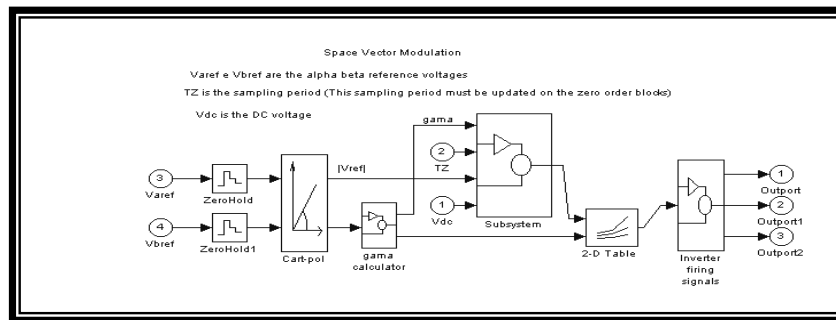 Space Vector Modulation
Varef e Vbref are the alpha beta reference voltages
TZ is the sampling period (This sampling period must be updated on the zero order blocks)
Vdc is the DC voltage
gama
|Vref|
2
TZ
3
Varef
ZeroHold
4
Vbref
ZeroHold1
Cart-pol
gama
calculator
1
Vdc
Subsystem
2-D Table
Inverter
firing
signals
1
Outport
2
Outport1
3
Outport2